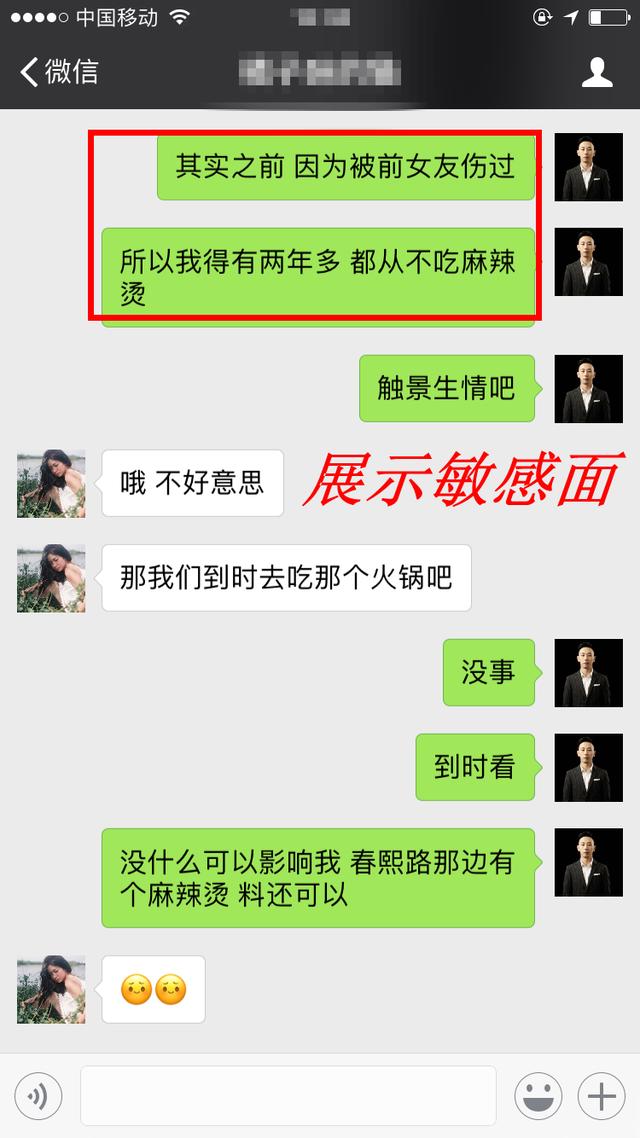 中国移动
微信
其实之前 因为被前女友伤过
所以我得有两年多 都从不吃麻辣
烫
触景生情吧
哦 不好意思
展示敏感面
那我们到时去吃那个火锅吧
没事
到时看
没什么可以影响我 春熙路那边有
个麻辣烫 料还可以